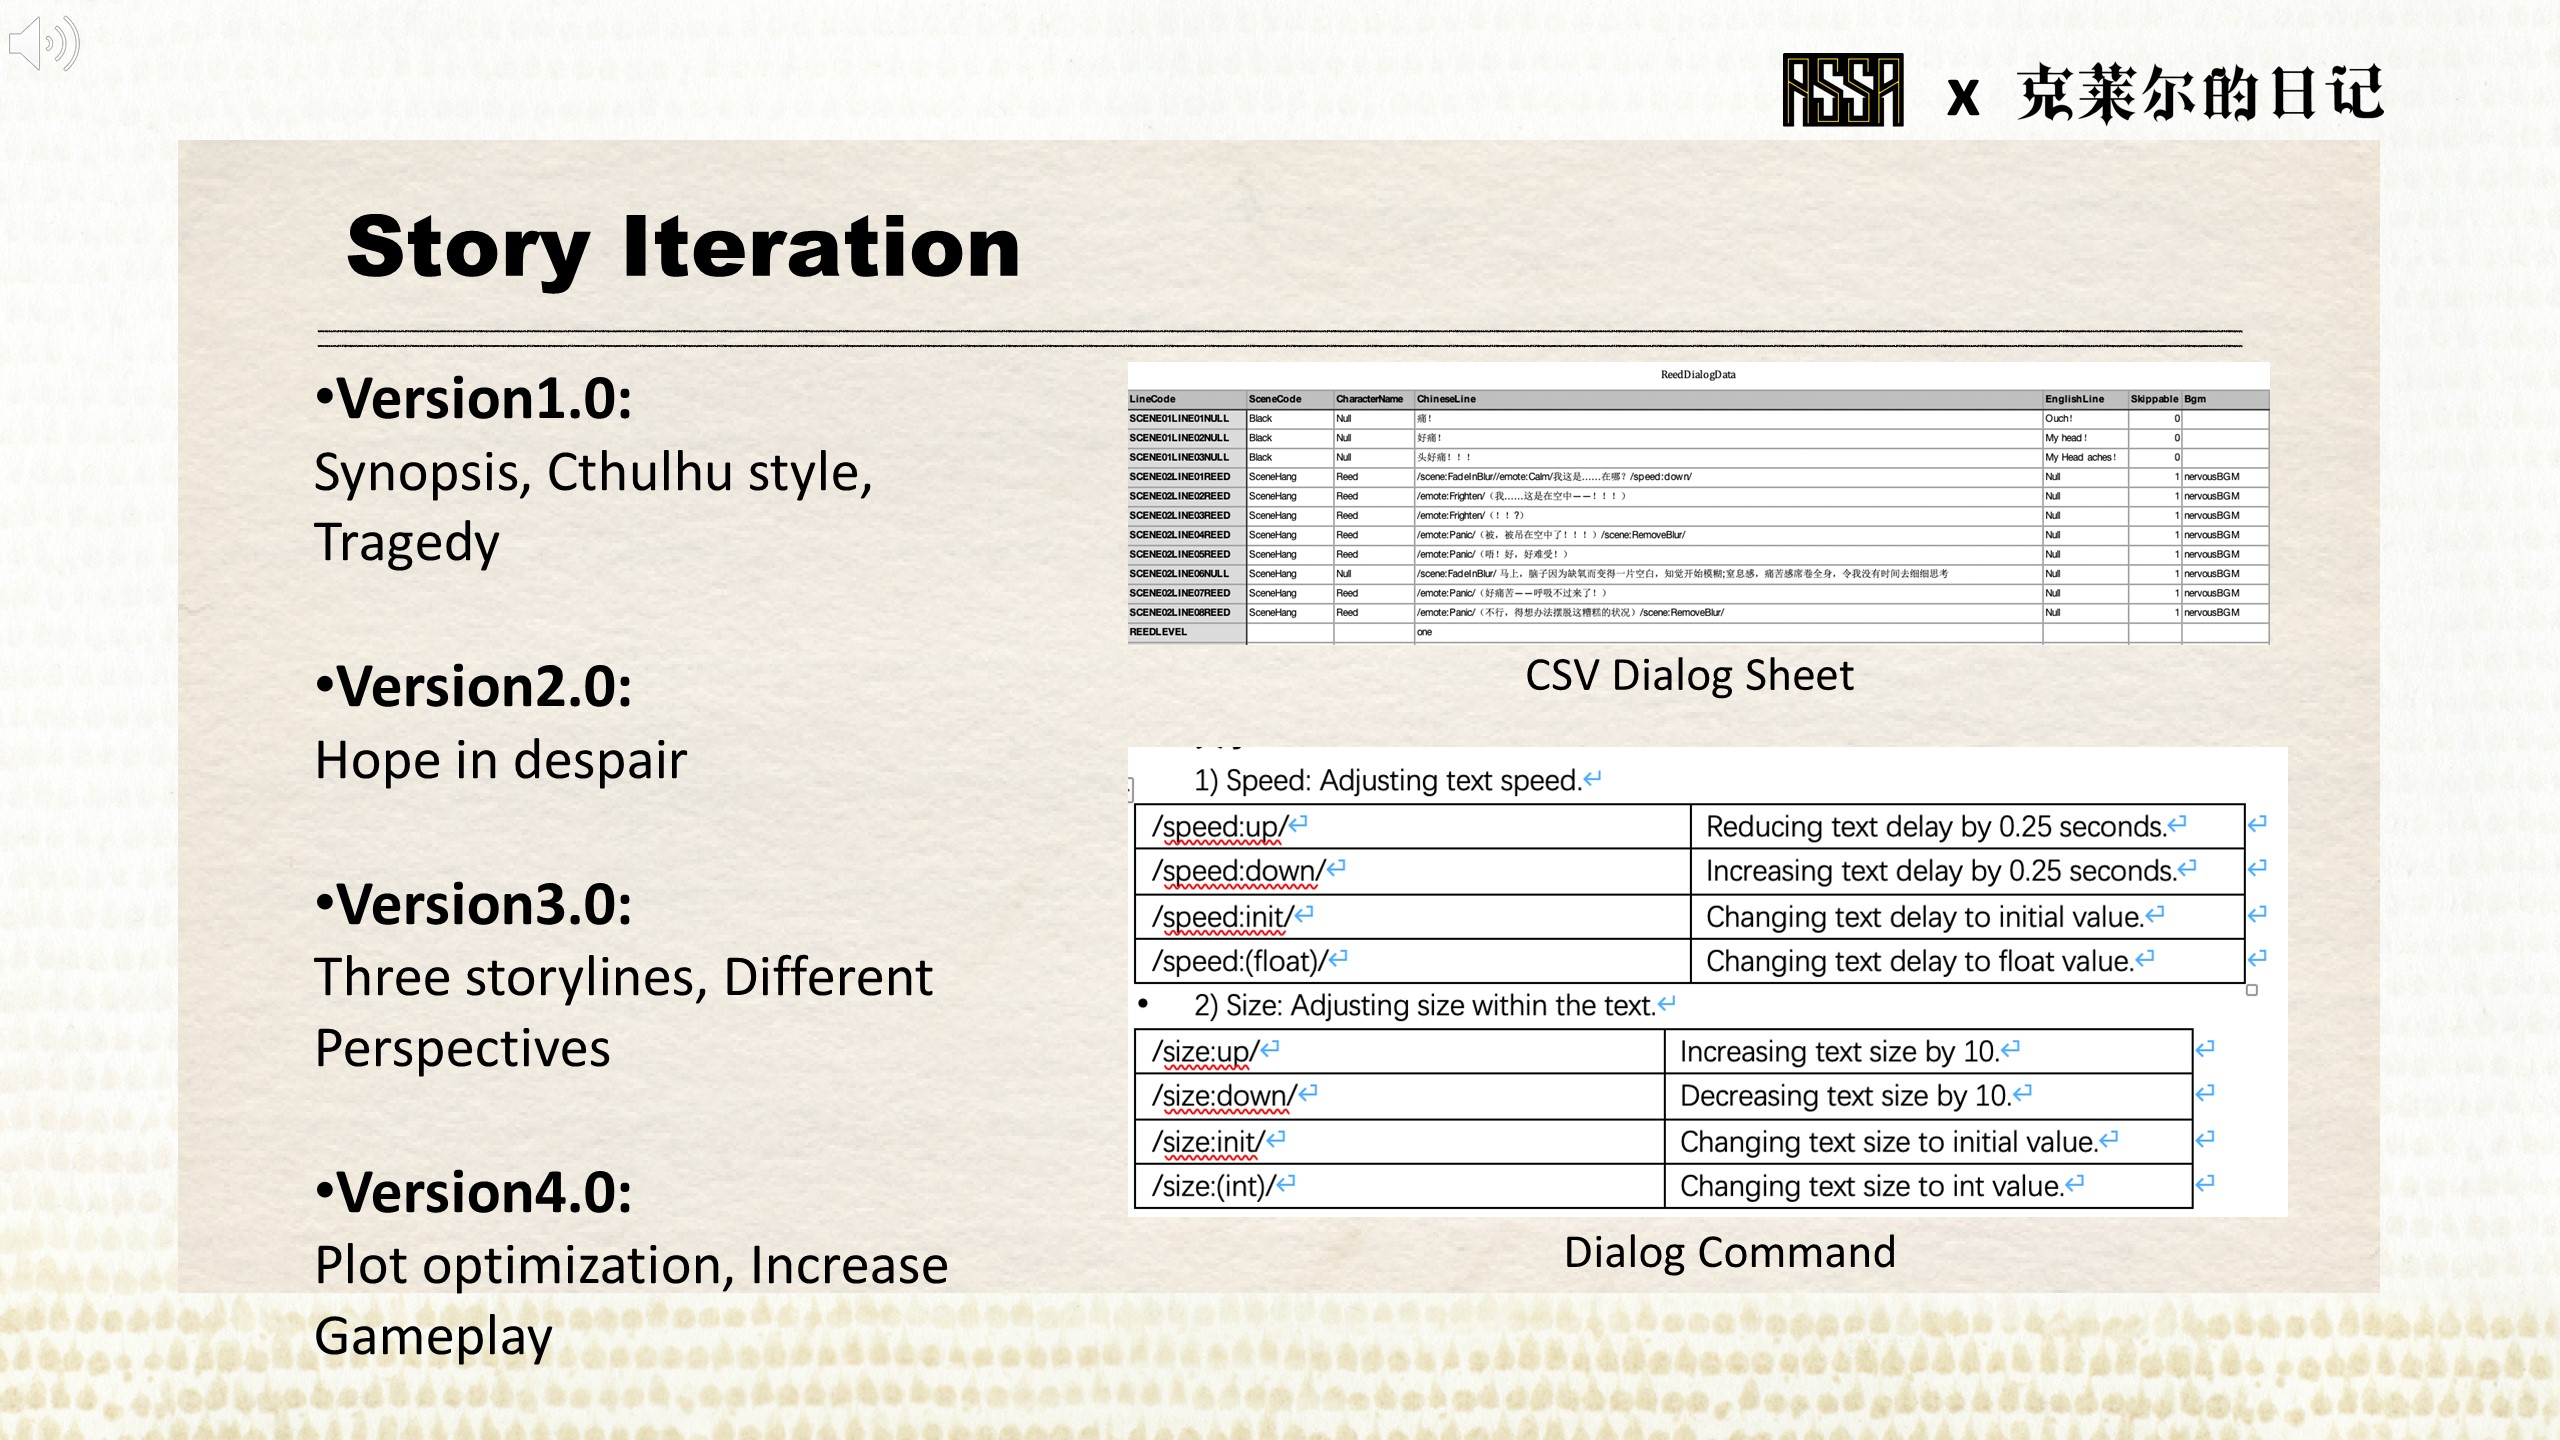 ASSA x 克莱尔的日记
Story Iteration
•Version1.0:
Synopsis, Cthulhu style,
Tragedy
•Version2.0:
Hope in despair
•Version3.0:
Three storylines, Different
Perspectives
•Version4.0:
Plot optimization, Increase
Gameplay
ReedDialogData
LineCode SceneCode CharacterName ChineseLine EnglishLine Skippable Bgm
SCENE01LINE01NULL Black Null 痛！ Ouch！ 0
SCENE01LINE02NULL Black Null 好痛！ My head！ 0
SCENE01LINE03NULL Black Null 头好痛！！！ My Head aches！ 0
SCENE02LINE01REED SceneHang Reed /scene:FadeInBlur//emote:Calm/我这是……在哪？/speed:down/ Null 1 nervousBGM
SCENE02LINE02REED SceneHang Reed /emote:Frighten/（我……这是在空中——！！！） Null 1 nervousBGM
SCENE02LINE03REED SceneHang Reed /emote:Frighten/（！！?） Null 1 nervousBGM
SCENE02LINE04REED SceneHang Reed /emote:Panic/（被，被吊在空中了！！！）/scene:RemoveBlur/ Null 1 nervousBGM
SCENE02LINE05REED SceneHang Reed /emote:Panic/（唔！好，好难受！） Null 1 nervousBGM
SCENE02LINE06NULL SceneHang Null /scene:FadeInBlur/ 马上，脑子因为缺氧而变得一片空白，知觉开始模糊;窒息感，痛苦感席卷全身，令我没有时间去细细思考 Null 1 nervousBGM
SCENE02LINE07REED SceneHang Reed /emote:Panic/（好痛苦——呼吸不过来了！） Null 1 nervousBGM
SCENE02LINE08REED SceneHang Reed /emote:Panic/（不行，得想办法摆脱这糟糕的状况）/scene:RemoveBlur/ Null 1 nervousBGM
REEDLEVEL one
CSV Dialog Sheet
1) Speed: Adjusting text speed.
/speed:up/ Reducing text delay by 0.25 seconds.
/speed:down/ Increasing text delay by 0.25 seconds.
/speed:init/ Changing text delay to initial value.
/speed:(float)/ Changing text delay to float value.
• 2) Size: Adjusting size within the text.
/size:up/ Increasing text size by 10.
/size:down/ Decreasing text size by 10.
/size:init/ Changing text size to initial value.
/size:(int)/ Changing text size to int value.
Dialog Command